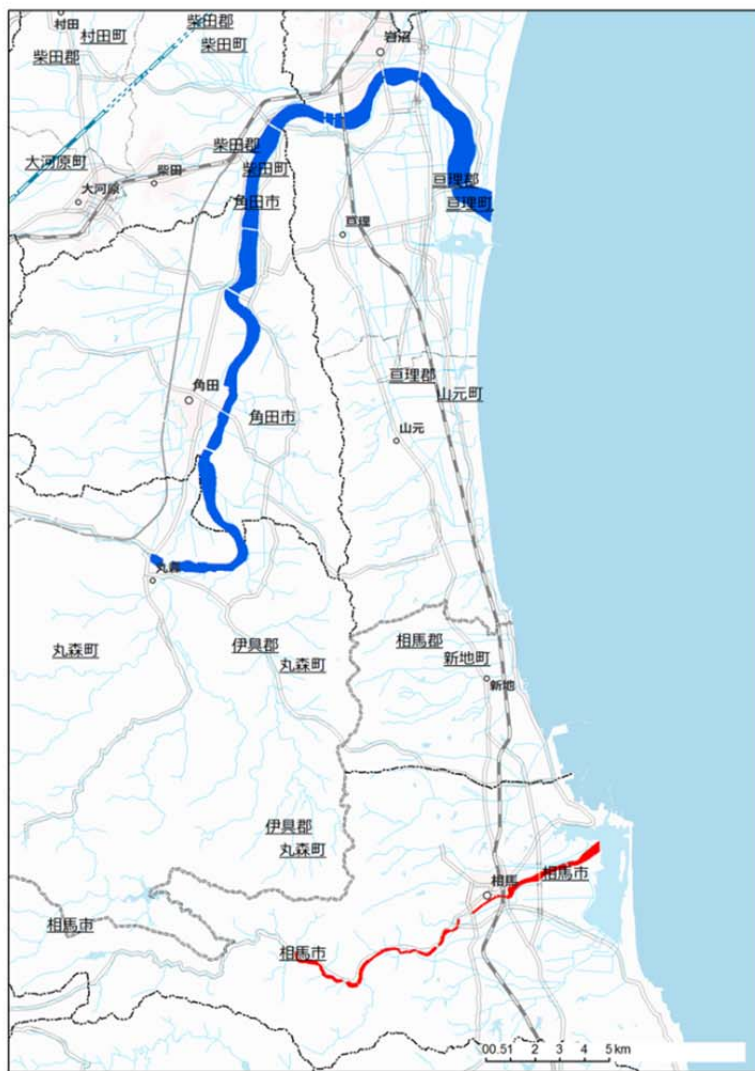 村田
村田町
柴田郡
柴田郡
柴田町
岩沼
大河原町
大河原
柴田
柴田郡
柴田町
角田市
亘理郡
亘理町
亘理
角田
角田市
亘理郡
山元町
山元
丸森
丸森町
伊具郡
丸森町
相馬郡
新地町
新地
伊具郡
丸森町
相馬
相馬市
相馬市
相馬市
00.51 2 3 4 5 km